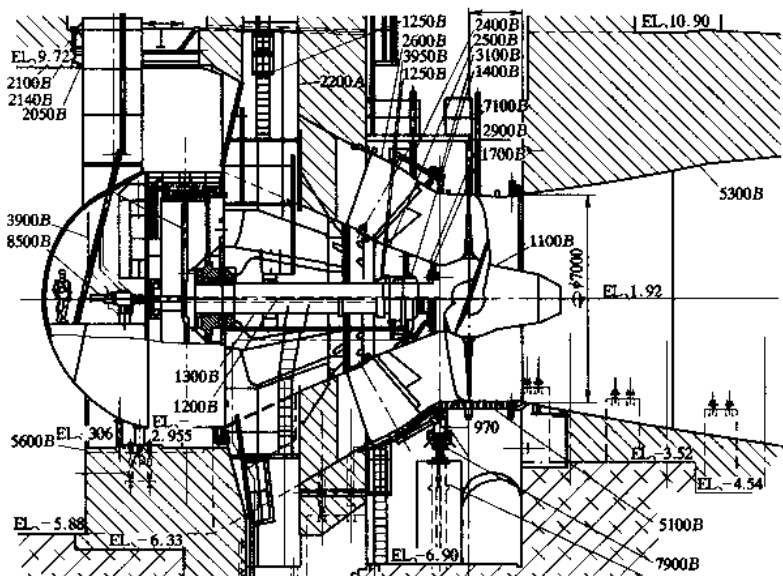 1250B
2600B
3950B
1250B
2400B
2500B
3100B
1400B
EL.10.90
EL.9.72
2200A
2100B
2140B
2050B
7100B
2900B
1700B
5300B
3900B
8500B
1100B
φ7000
EL.1.92
1300B
1200B
EL.-
2.955
5600B
970
EL.-3.52
EL.-4.54
EL.-5.88
EL.-6.33
EL.-6.90
5100B
7900B